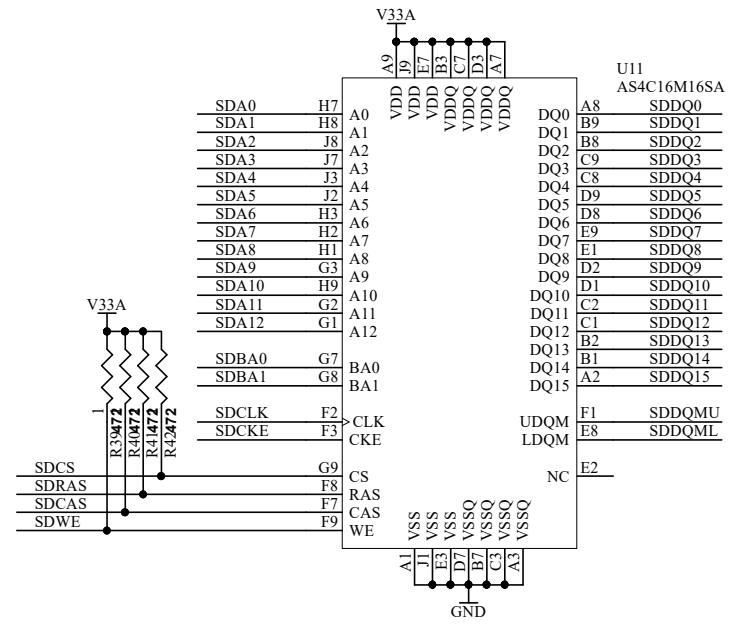 V33A
A9 J9 E7 B3 C7 D3 A7
U11
AS4C16M16SA
VDD VDD VDD VDDQ VDDQ VDDQ VDDQ
SDA0 H7 A0 DQ0 A8 SDDQ0
SDA1 H8 A1 DQ1 B9 SDDQ1
SDA2 J8 A2 DQ2 B8 SDDQ2
SDA3 J7 A3 DQ3 C9 SDDQ3
SDA4 J3 A4 DQ4 C8 SDDQ4
SDA5 J2 A5 DQ5 D9 SDDQ5
SDA6 H3 A6 DQ6 D8 SDDQ6
SDA7 H2 A7 DQ7 E9 SDDQ7
SDA8 H1 A8 DQ8 E1 SDDQ8
SDA9 G3 A9 DQ9 D2 SDDQ9
SDA10 H9 A10 DQ10 D1 SDDQ10
SDA11 G2 A11 DQ11 C2 SDDQ11
SDA12 G1 A12 DQ12 C1 SDDQ12
DQ13 B2 SDDQ13
V33A
SDBA0 G7 BA0 DQ14 B1 SDDQ14
SDBA1 G8 BA1 DQ15 A2 SDDQ15
SDCLK F2 CLK UDQM F1 SDDQMU
SDCKE F3 CKE LDQM E8 SDDQML
1
R39 472
R40 472
R41 472
R42 472
SDCS G9 CS NC E2
SDRAS F8 RAS
SDCAS F7 CAS
SDWE F9 WE
VSS VSS VSS VSSQ VSSQ VSSQ VSSQ
A1 J1 E3 D7 B7 C3 A3
GND